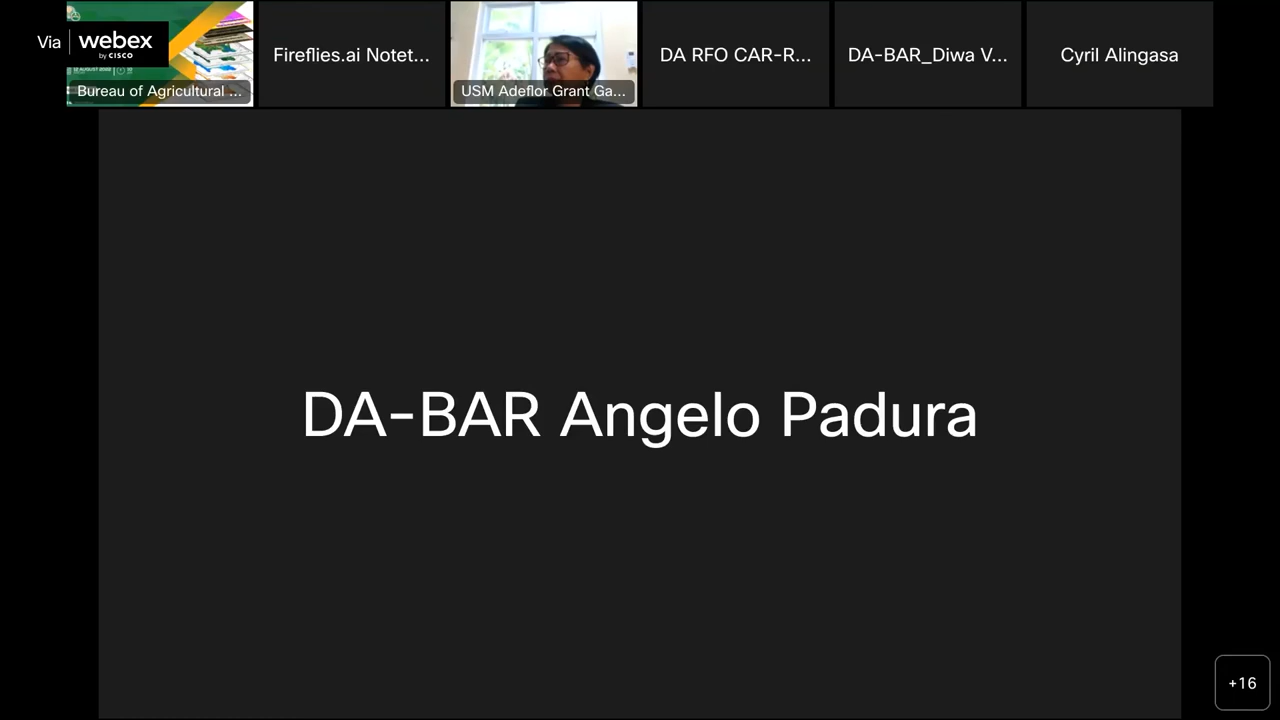 Via webex
by CISCO
Bureau of Agricultural ...
Fireflies.ai Notet...
USM Adeflor Grant Ga...
DA RFO CAR-R...
DA-BAR_Diwa V...
Cyril Alingasa
DA-BAR Angelo Padura
+16